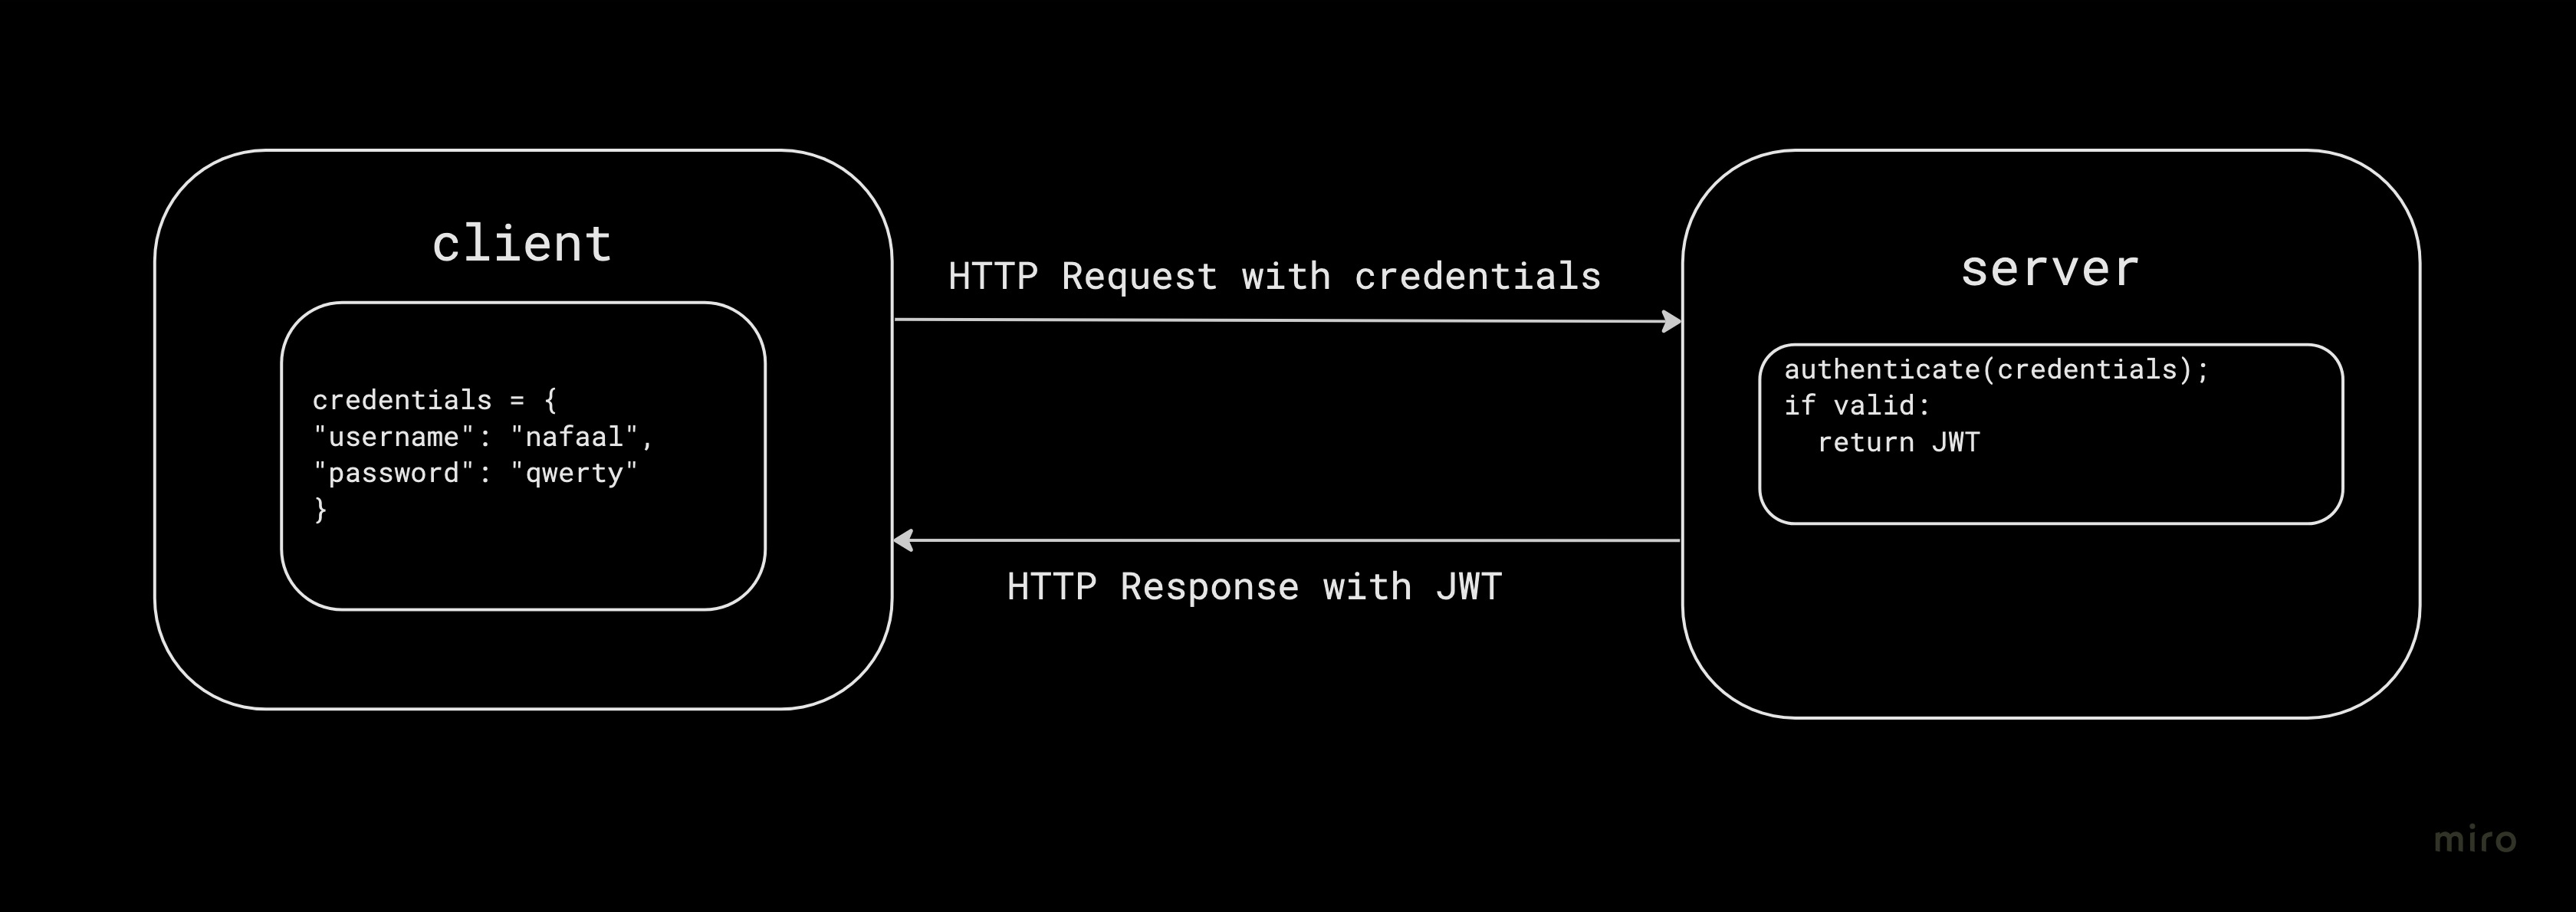 client
credentials = {
"username": "nafaal",
"password": "qwerty"
}
HTTP Request with credentials
HTTP Response with JWT
server
authenticate(credentials);
if valid:
  return JWT
miro